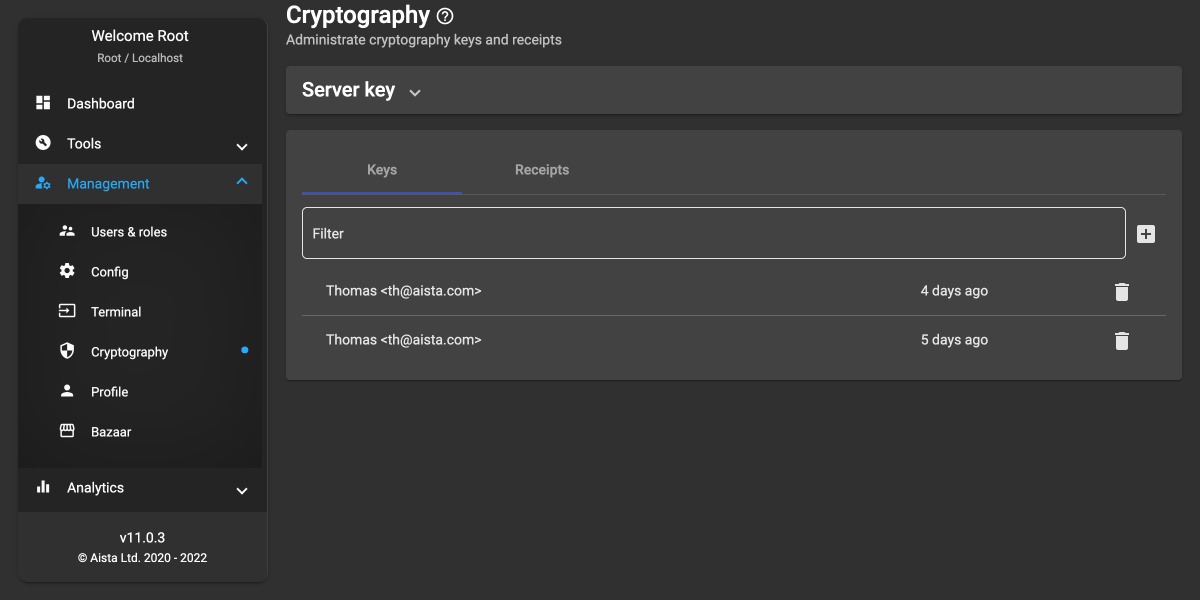 Welcome Root
Root / Localhost
Dashboard
Tools
Management
Users & roles
Config
Terminal
Cryptography
Profile
Bazaar
Analytics
v11.0.3
© Aista Ltd. 2020 - 2022
Cryptography
Administrate cryptography keys and receipts
Server key
Keys Receipts
Filter
Thomas <th@aista.com> 4 days ago
Thomas <th@aista.com> 5 days ago